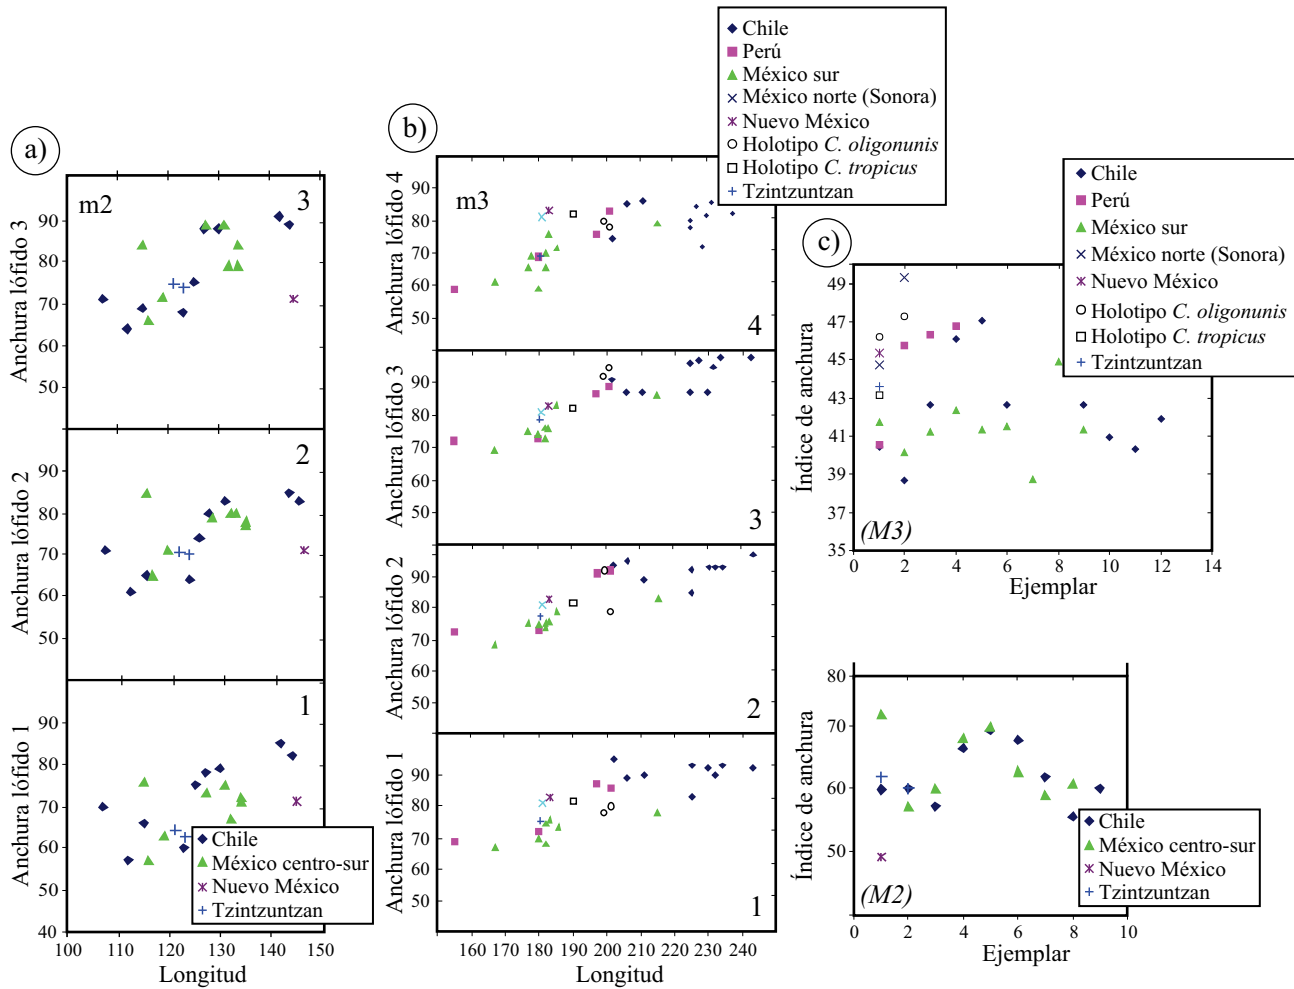 a)
m2
3
Anchura lófido 3
90
80
70
60
2
Anchura lófido 2
90
80
70
60
50
1
Anchura lófido 1
90
80
70
60
50
40
100 110 120 130 140 150
Longitud
Chile
México centro-sur
Nuevo México
Tzintzuntzan
b)
Chile
Perú
México sur
México norte (Sonora)
Nuevo México
Holotipo C. oligonunis
Holotipo C. tropicus
Tzintzuntzan
m3
4
Anchura lófido 4
90
80
70
60
50
3
Anchura lófido 3
90
80
70
60
50
40
2
Anchura lófido 2
90
80
70
60
50
1
Anchura lófido 1
90
80
70
60
50
160 170 180 190 200 210 220 230 240
Longitud
c)
Chile
Perú
México sur
México norte (Sonora)
Nuevo México
Holotipo C. oligonunis
Holotipo C. tropicus
Tzintzuntzan
Índice de anchura
49
47
45
43
41
39
37
35
(M3)
0 2 4 6 8 10 12 14
Ejemplar
Índice de anchura
80
70
60
50
(M2)
Chile
México centro-sur
Nuevo México
Tzintzuntzan
0 2 4 6 8 10
Ejemplar